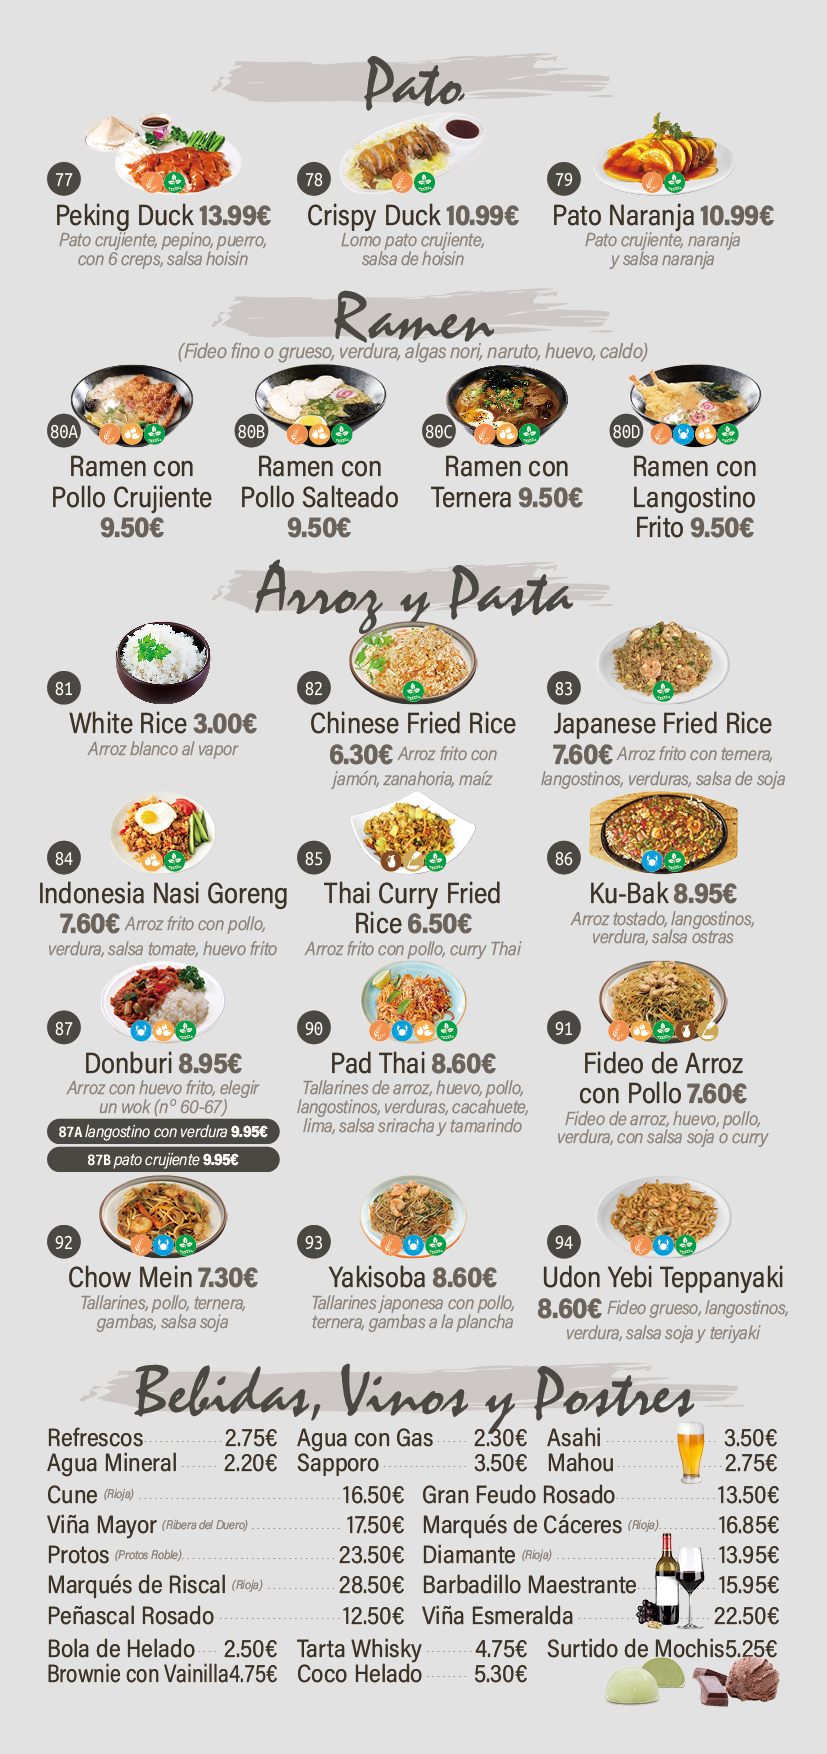 Pato
77
78
79
Peking Duck 13.99€
Pato crujiente, pepino, puerro,
con 6 creps, salsa hoisin
Crispy Duck 10.99€
Lomo pato crujiente,
salsa de hoisin
Pato Naranja 10.99€
Pato crujiente, naranja
y salsa naranja
Ramen
(Fideo fino o grueso, verdura, algas nori, naruto, huevo, caldo)
80A
80B
80C
80D
Ramen con
Pollo Crujiente
9.50€
Ramen con
Pollo Salteado
9.50€
Ramen con
Ternera 9.50€
Ramen con
Langostino
Frito 9.50€
Arroz y Pasta
81
82
83
White Rice 3.00€
Arroz blanco al vapor
Chinese Fried Rice
6.30€ Arroz frito con
jamón, zanahoria, maíz
Japanese Fried Rice
7.60€ Arroz frito con ternera,
langostinos, verduras, salsa de soja
84
85
86
Indonesia Nasi Goreng
7.60€ Arroz frito con pollo,
verdura, salsa tomate, huevo frito
Thai Curry Fried
Rice 6.50€
Arroz frito con pollo, curry Thai
Ku-Bak 8.95€
Arroz tostado, langostinos,
verdura, salsa ostras
87
90
91
Donburi 8.95€
Arroz con huevo frito, elegir
un wok (nº 60-67)
87A langostino con verdura 9.95€
87B pato crujiente 9.95€
Pad Thai 8.60€
Tallarines de arroz, huevo, pollo,
langostinos, verduras, cacahuete,
lima, salsa sriracha y tamarindo
Fideo de Arroz
con Pollo 7.60€
Fideo de arroz, huevo, pollo,
verdura, con salsa soja o curry
92
93
94
Chow Mein 7.30€
Tallarines, pollo, ternera,
gambas, salsa soja
Yakisoba 8.60€
Tallarines japonesa con pollo,
ternera, gambas a la plancha
Udon Yebi Teppanyaki
8.60€ Fideo grueso, langostinos,
verdura, salsa soja y teriyaki
Bebidas, Vinos y Postres
Refrescos 2.75€ Agua con Gas 2.30€ Asahi 3.50€
Agua Mineral 2.20€ Sapporo 3.50€ Mahou 2.75€
Cune (Rioja) 16.50€ Gran Feudo Rosado 13.50€
Viña Mayor (Ribera del Duero) 17.50€ Marqués de Cáceres (Rioja) 16.85€
Protos (Protos Roble) 23.50€ Diamante (Rioja) 13.95€
Marqués de Riscal (Rioja) 28.50€ Barbadillo Maestrante 15.95€
Peñascal Rosado 12.50€ Viña Esmeralda 22.50€
Bola de Helado 2.50€ Tarta Whisky 4.75€ Surtido de Mochis 5.25€
Brownie con Vainilla 4.75€ Coco Helado 5.30€